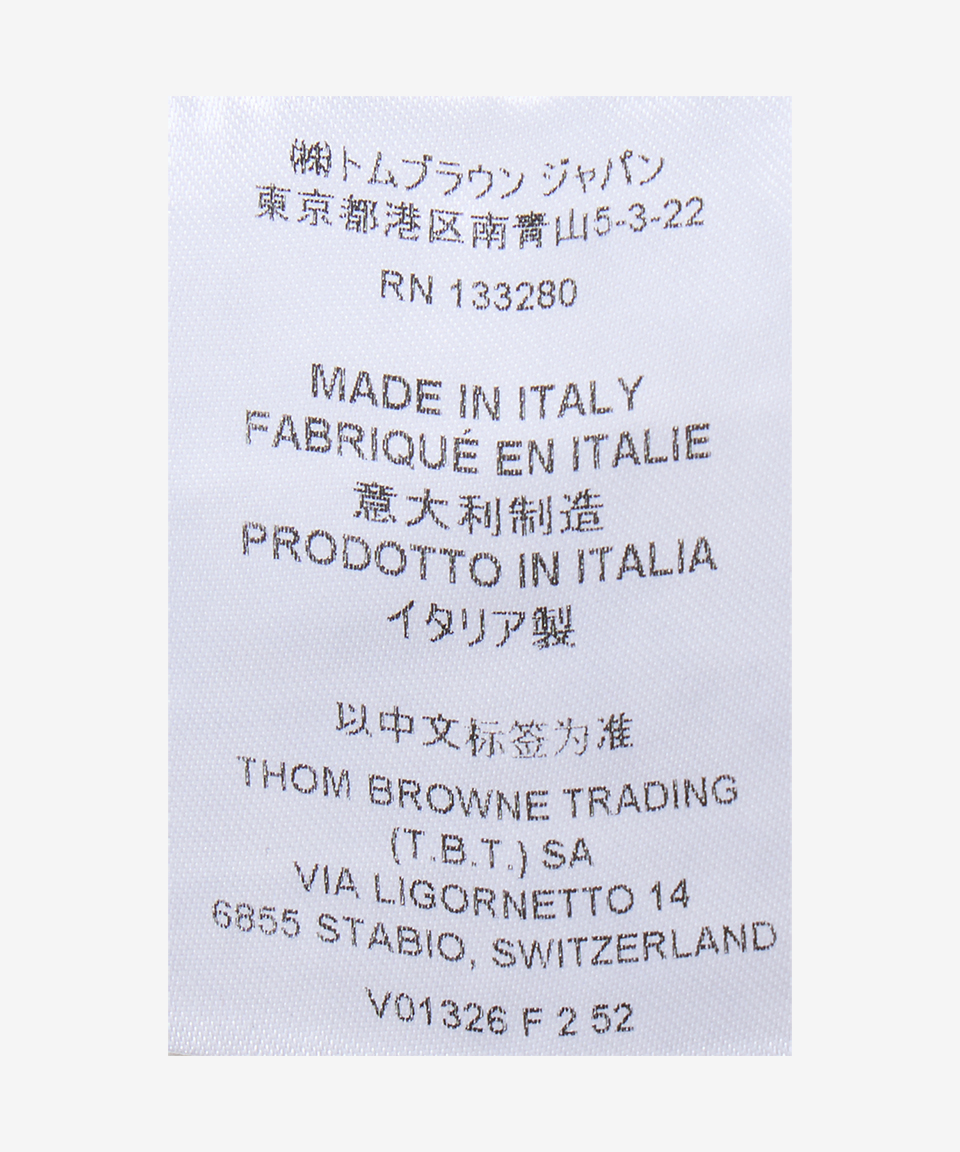 ㈱トムブラウン ジャパン
東京都港区南青山5-3-22
RN 133280
MADE IN ITALY
FABRIQUÉ EN ITALIE
意大利制造
PRODOTTO IN ITALIA
イタリア製
以中文标签为准
THOM BROWNE TRADING
(T.B.T.) SA
VIA LIGORNETTO 14
6855 STABIO, SWITZERLAND
V01326 F 2 52